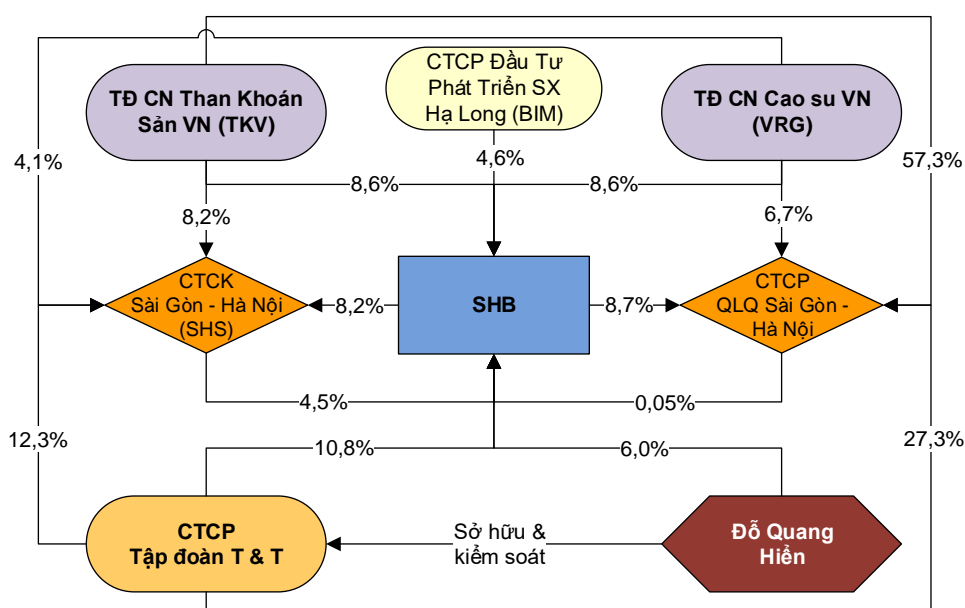 CTCP Đầu Tư
Phát Triển SX
Hạ Long (BIM)
TĐ CN Than Khoán
Sản VN (TKV)
TĐ CN Cao su VN
(VRG)
4,1%
4,6%
57,3%
8,6%
8,6%
8,2%
6,7%
CTCK
Sài Gòn - Hà Nội
(SHS)
8,2%
SHB
8,7%
CTCP
QLQ Sài Gòn -
Hà Nội
4,5%
0,05%
12,3%
10,8%
6,0%
27,3%
CTCP
Tập đoàn T & T
Sở hữu &
kiểm soát
Đỗ Quang
Hiển